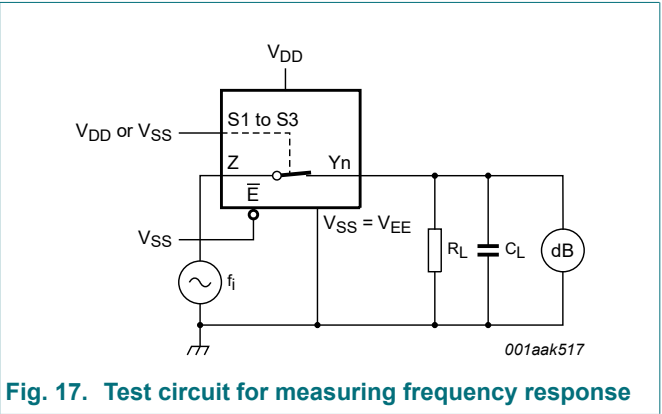 VDD
VDD or VSS
S1 to S3
Z
Yn
E
VSS
VSS = VEE
fi
RL
CL
dB
001aak517
Fig. 17. Test circuit for measuring frequency response